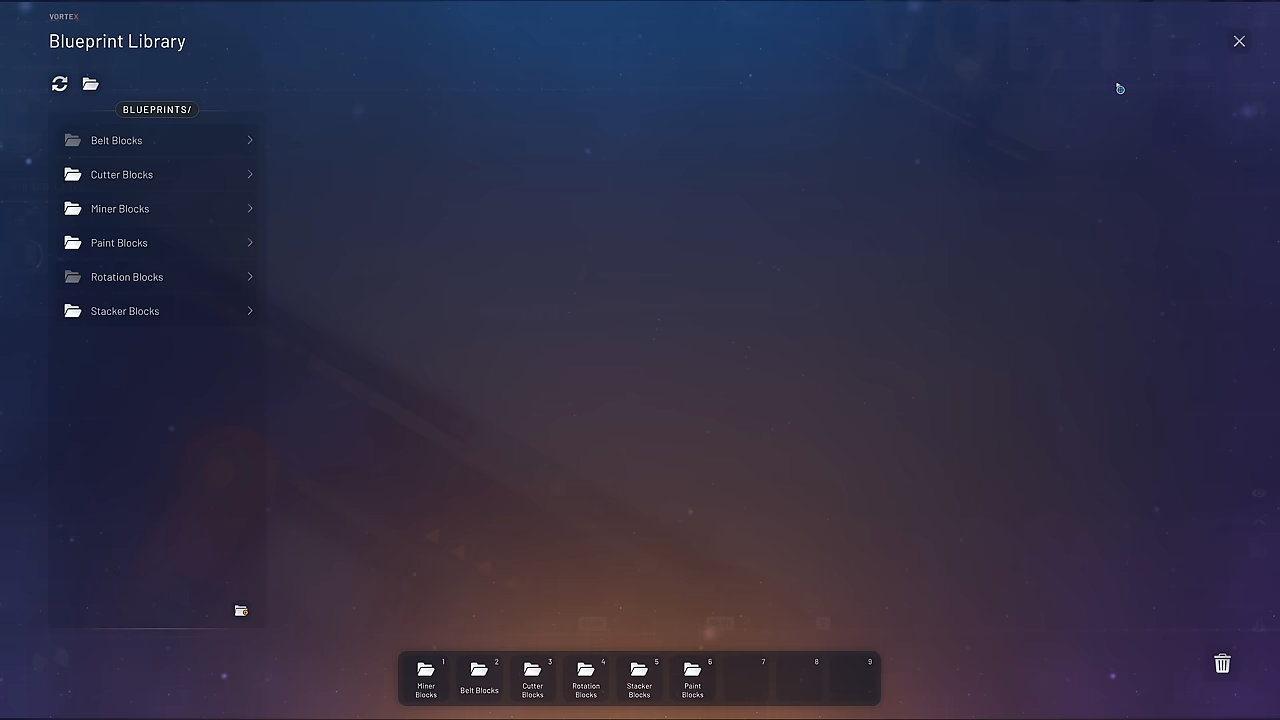 VORTEX
Blueprint Library
BLUEPRINTS/
Belt Blocks
Cutter Blocks
Miner Blocks
Paint Blocks
Rotation Blocks
Stacker Blocks
1 2 3 4 5 6 7 8 9
Miner Blocks
Belt Blocks
Cutter Blocks
Rotation Blocks
Stacker Blocks
Paint Blocks